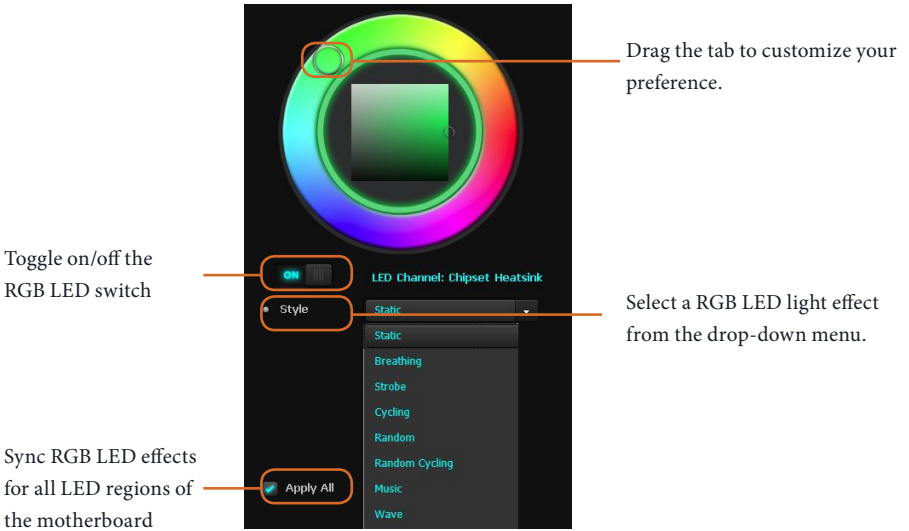 Drag the tab to customize your
preference.
Toggle on/off the
RGB LED switch
ON
LED Channel: Chipset Heatsink
Style
Static
Select a RGB LED light effect
from the drop-down menu.
Static
Breathing
Strobe
Cycling
Random
Random Cycling
Music
Wave
Sync RGB LED effects
for all LED regions of
the motherboard
Apply All